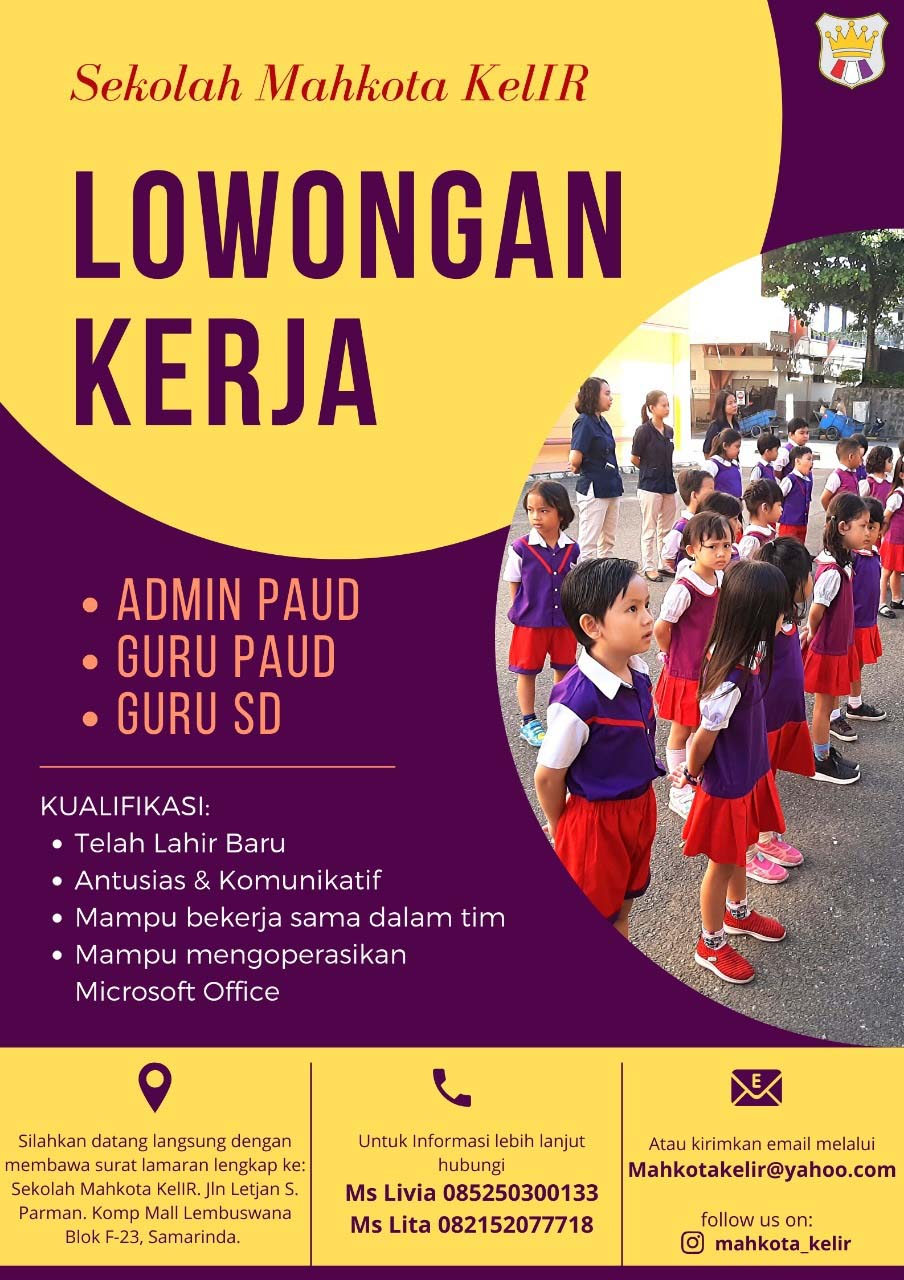 Sekolah Mahkota KelIR
LOWONGAN
KERJA
• ADMIN PAUD
• GURU PAUD
• GURU SD
KUALIFIKASI:
• Telah Lahir Baru
• Antusias & Komunikatif
• Mampu bekerja sama dalam tim
• Mampu mengoperasikan
Microsoft Office
Silahkan datang langsung dengan
membawa surat lamaran lengkap ke:
Sekolah Mahkota KelIR. Jln Letjan S.
Parman. Komp Mall Lembuswana
Blok F-23, Samarinda.
Untuk Informasi lebih lanjut
hubungi
Ms Livia 085250300133
Ms Lita 082152077718
E
Atau kirimkan email melalui
Mahkotakelir@yahoo.com
follow us on:
mahkota_kelir